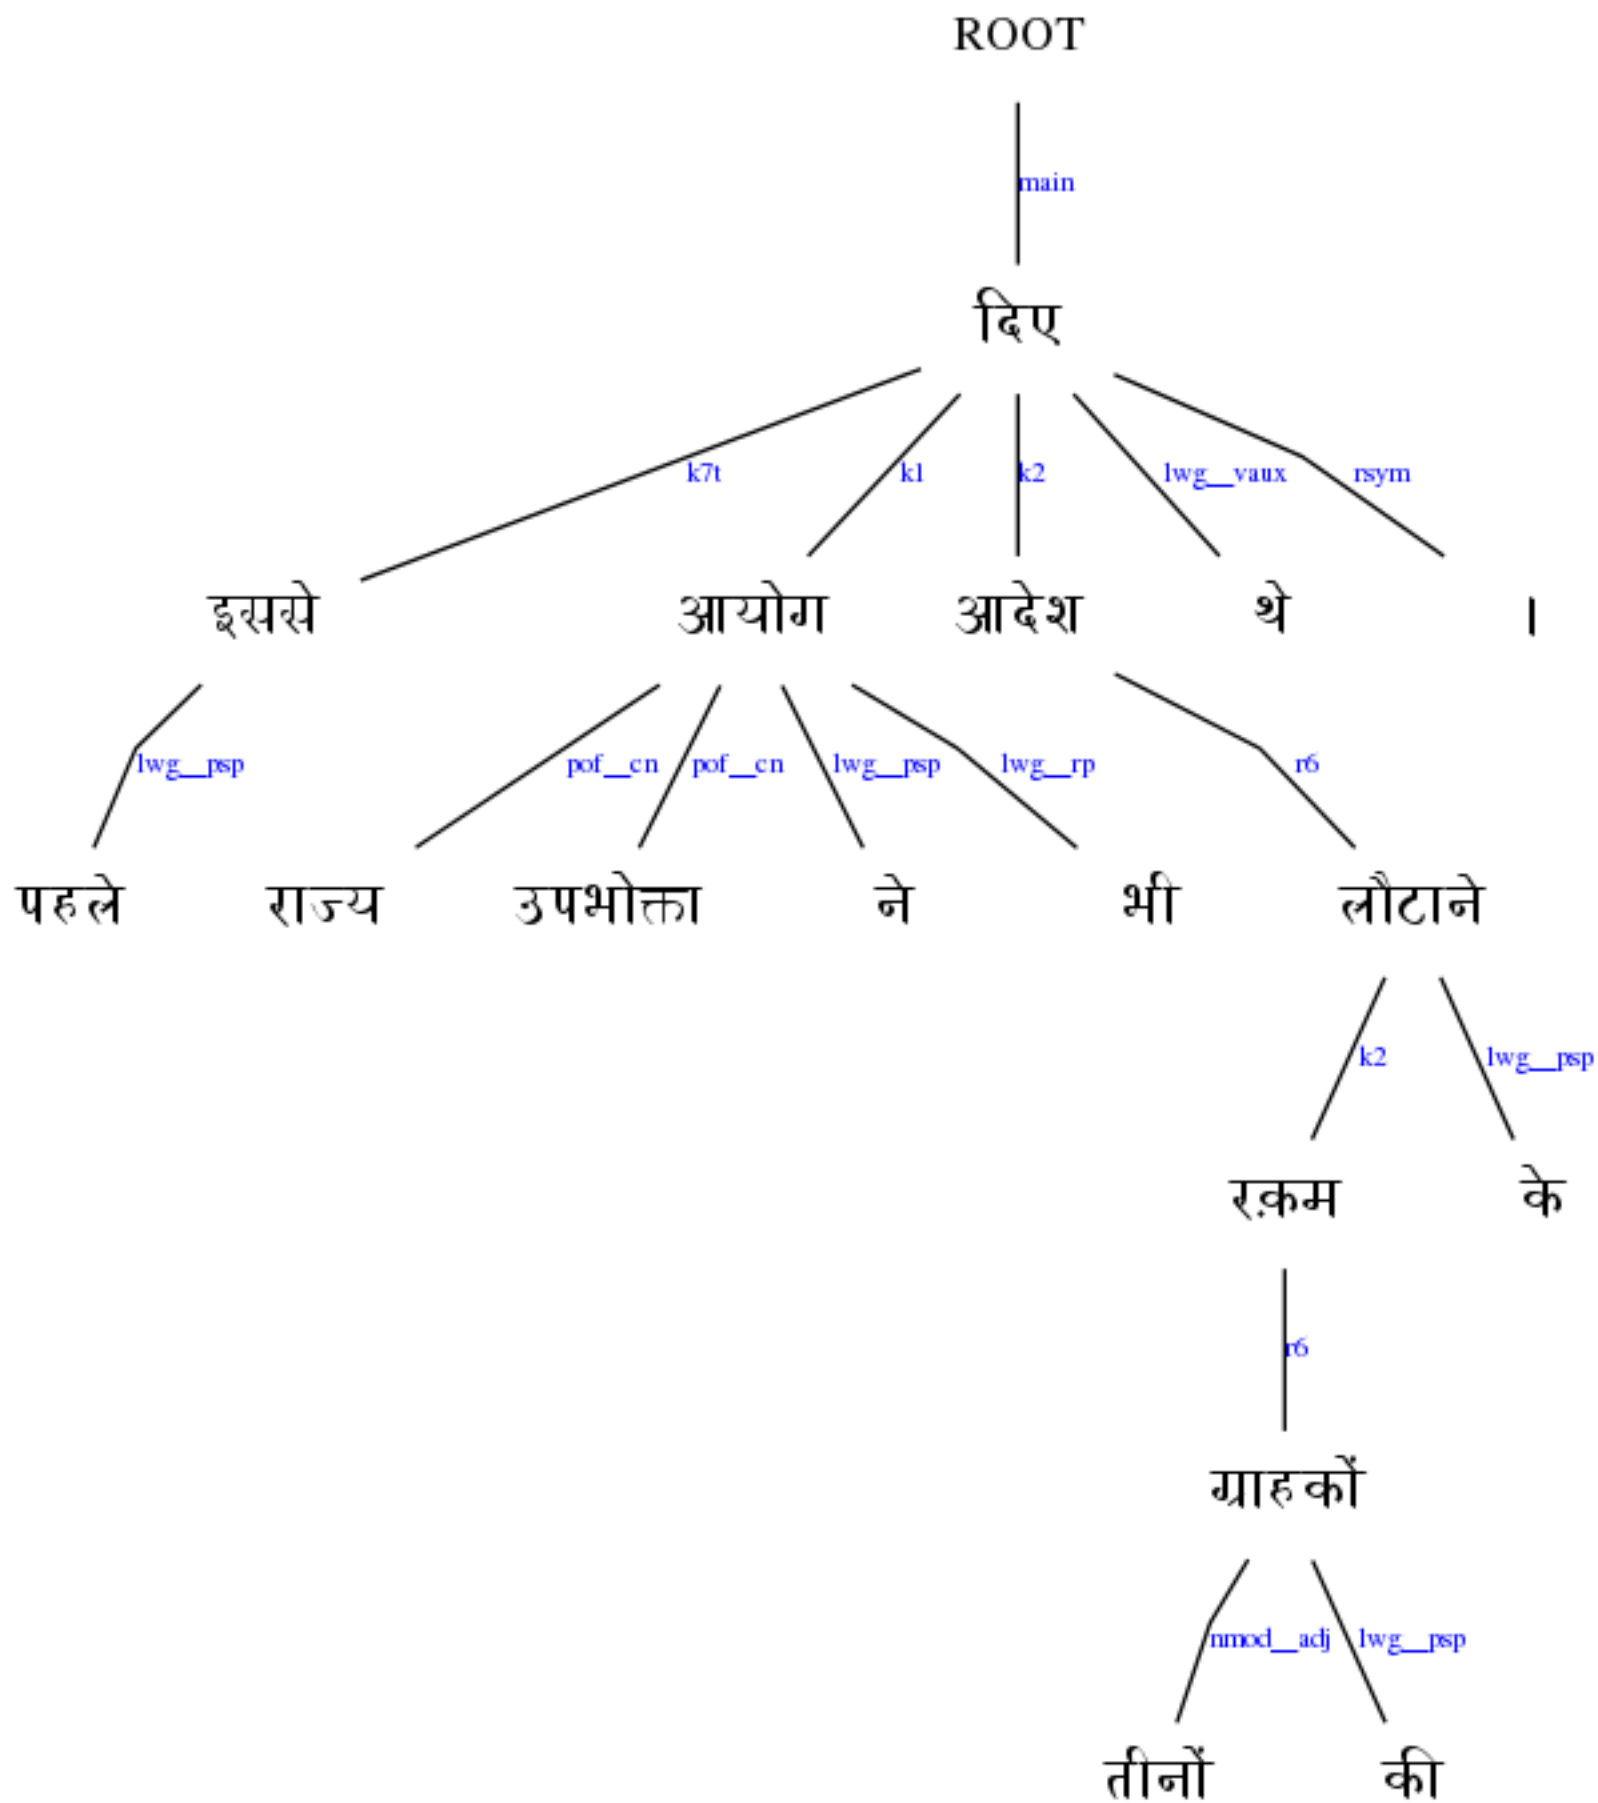 ROOT
main
दिए
k7t k1 k2 lwg__vaux rsym
इससे आयोग आदेश थे ।
lwg__psp pof__cn pof__cn lwg__psp lwg__rp r6
पहले राज्य उपभोक्ता ने भी लौटाने
k2 lwg__psp
रक़म के
r6
ग्राहकों
nmod__adj lwg__psp
तीनों की